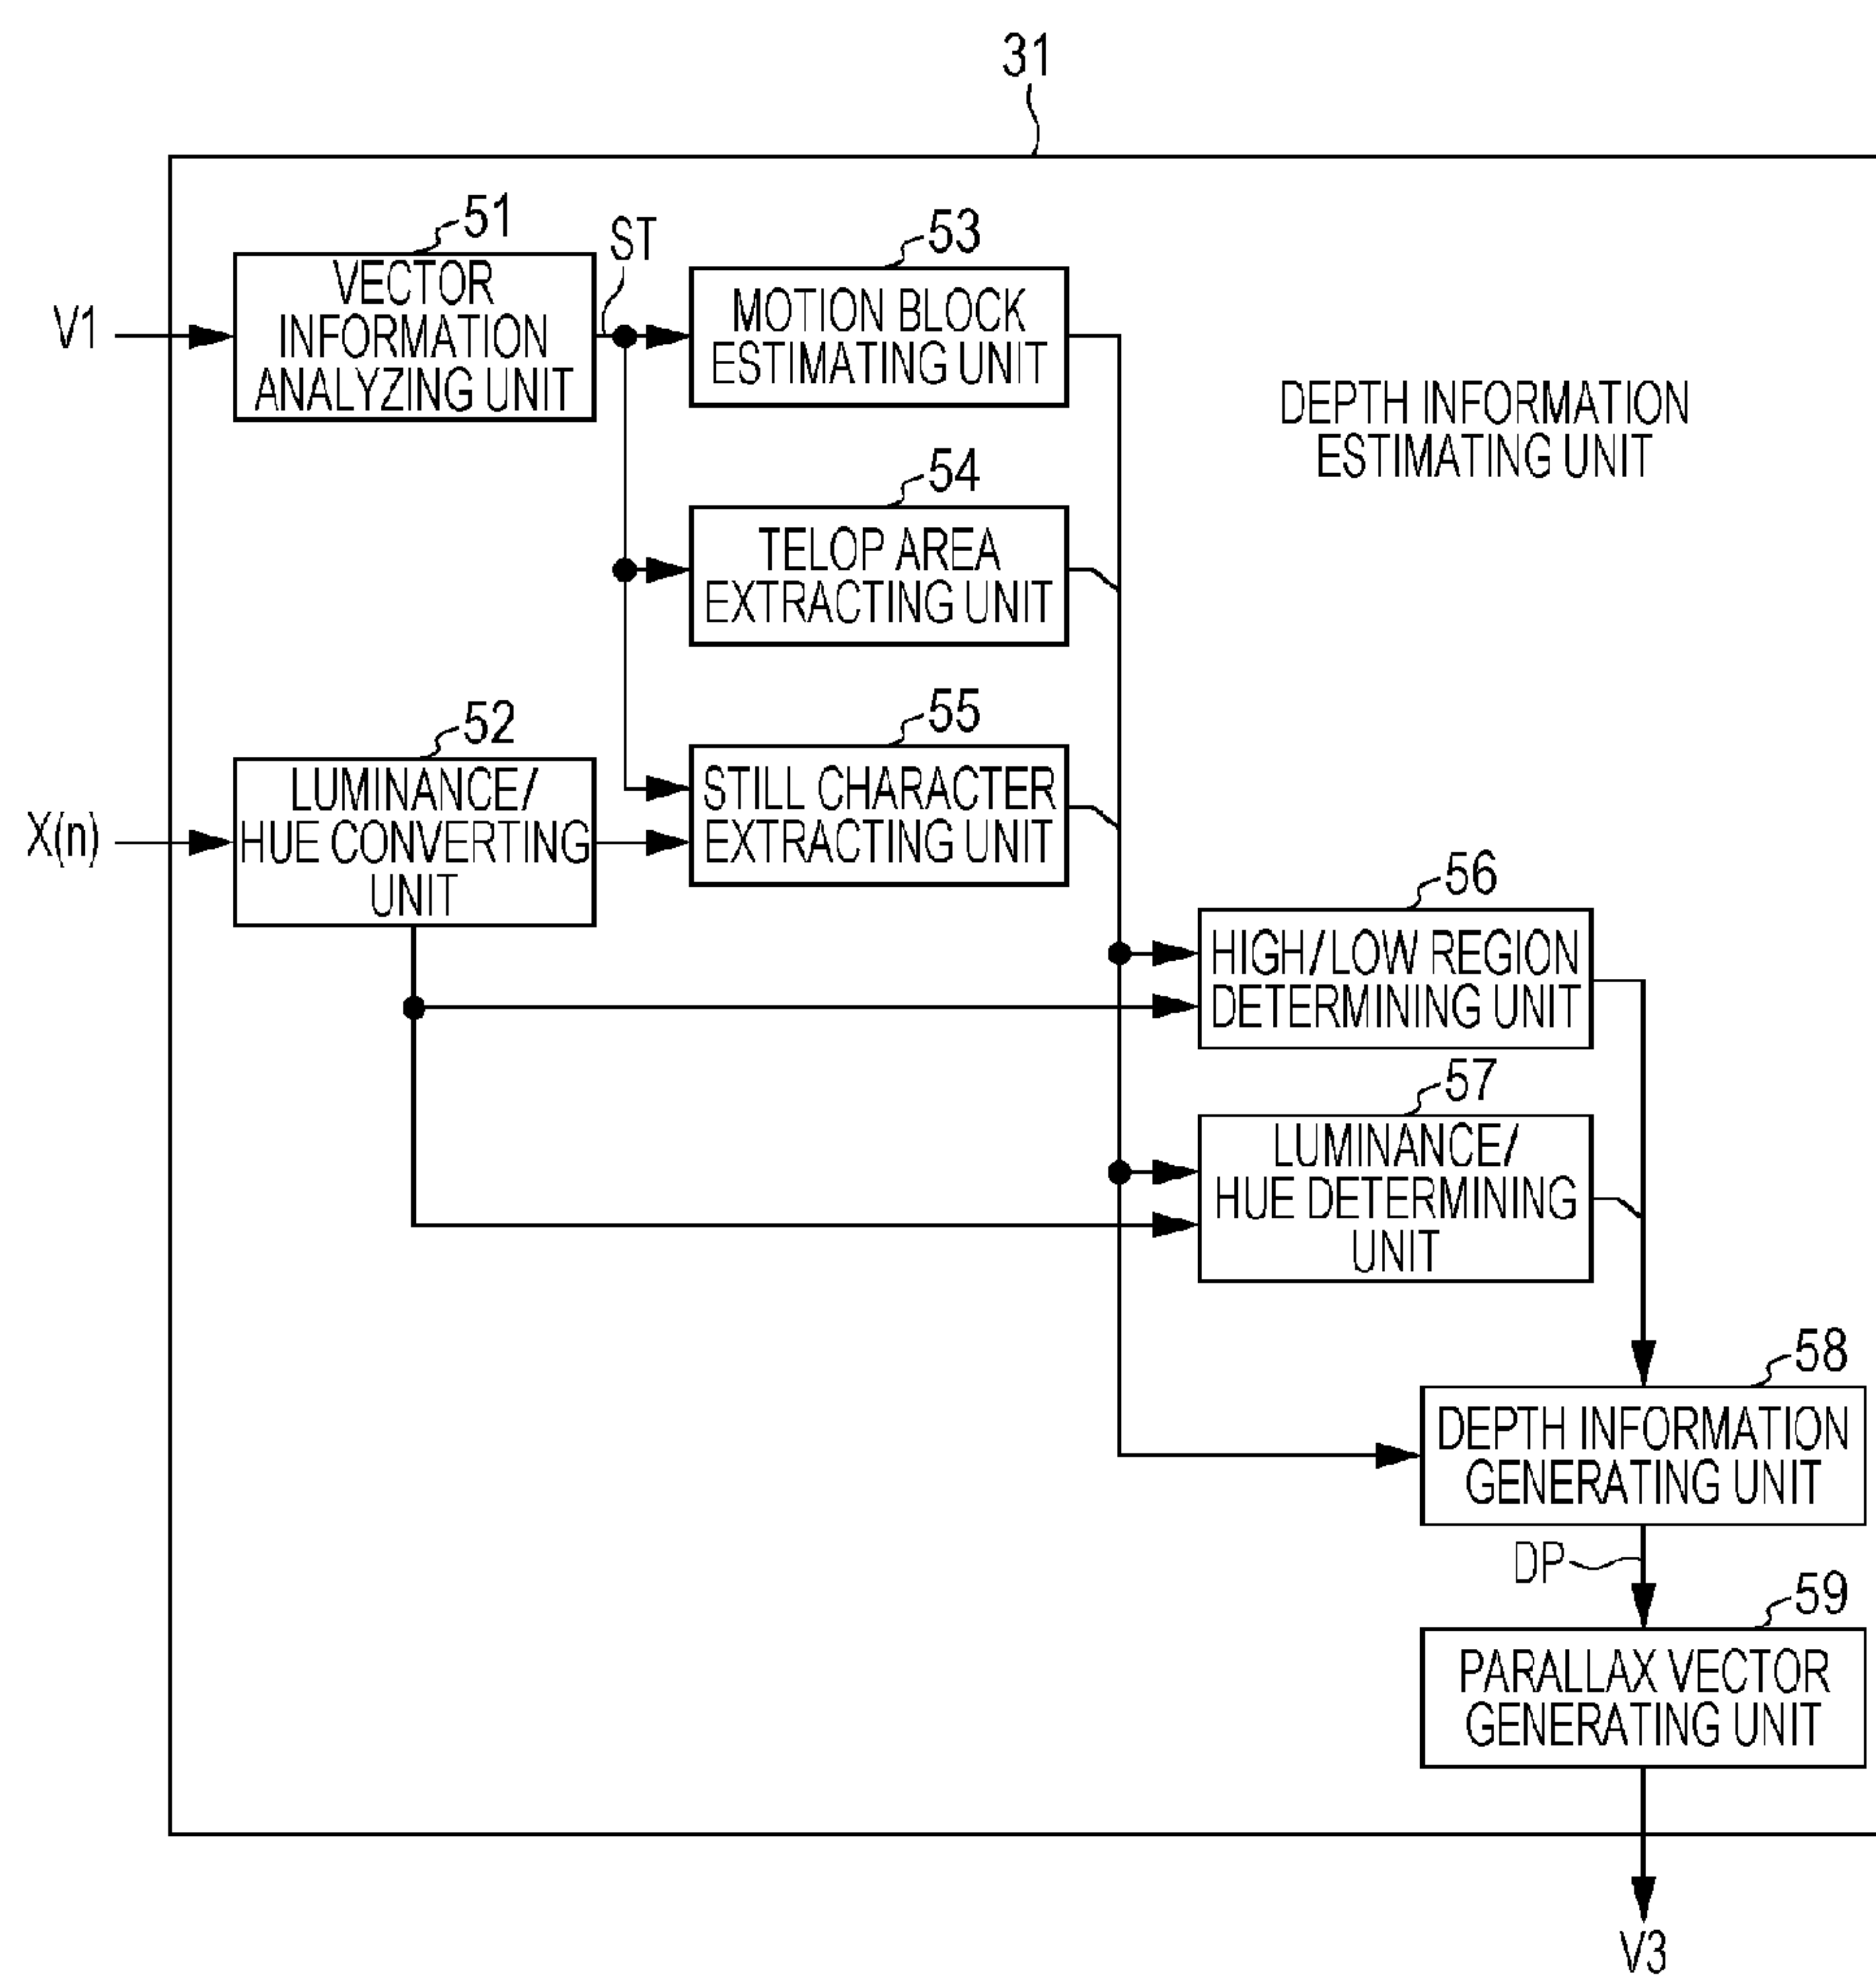 31
51
VECTOR
INFORMATION
ANALYZING UNIT
V1
ST
53
MOTION BLOCK
ESTIMATING UNIT
DEPTH INFORMATION
ESTIMATING UNIT
54
TELOP AREA
EXTRACTING UNIT
52
LUMINANCE/
HUE CONVERTING
UNIT
X(n)
55
STILL CHARACTER
EXTRACTING UNIT
56
HIGH/LOW REGION
DETERMINING UNIT
57
LUMINANCE/
HUE DETERMINING
UNIT
58
DEPTH INFORMATION
GENERATING UNIT
DP
59
PARALLAX VECTOR
GENERATING UNIT
V3